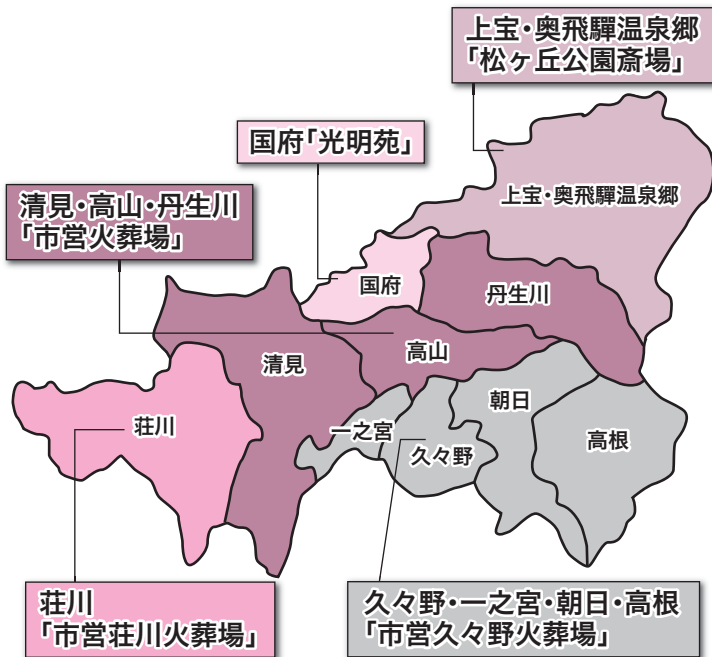 上宝・奥飛驒温泉郷
「松ヶ丘公園斎場」
国府「光明苑」
清見・高山・丹生川
「市営火葬場」
上宝・奥飛驒温泉郷
国府
丹生川
高山
清見
朝日
荘川
一之宮
久々野
高根
荘川
「市営荘川火葬場」
久々野・一之宮・朝日・高根
「市営久々野火葬場」